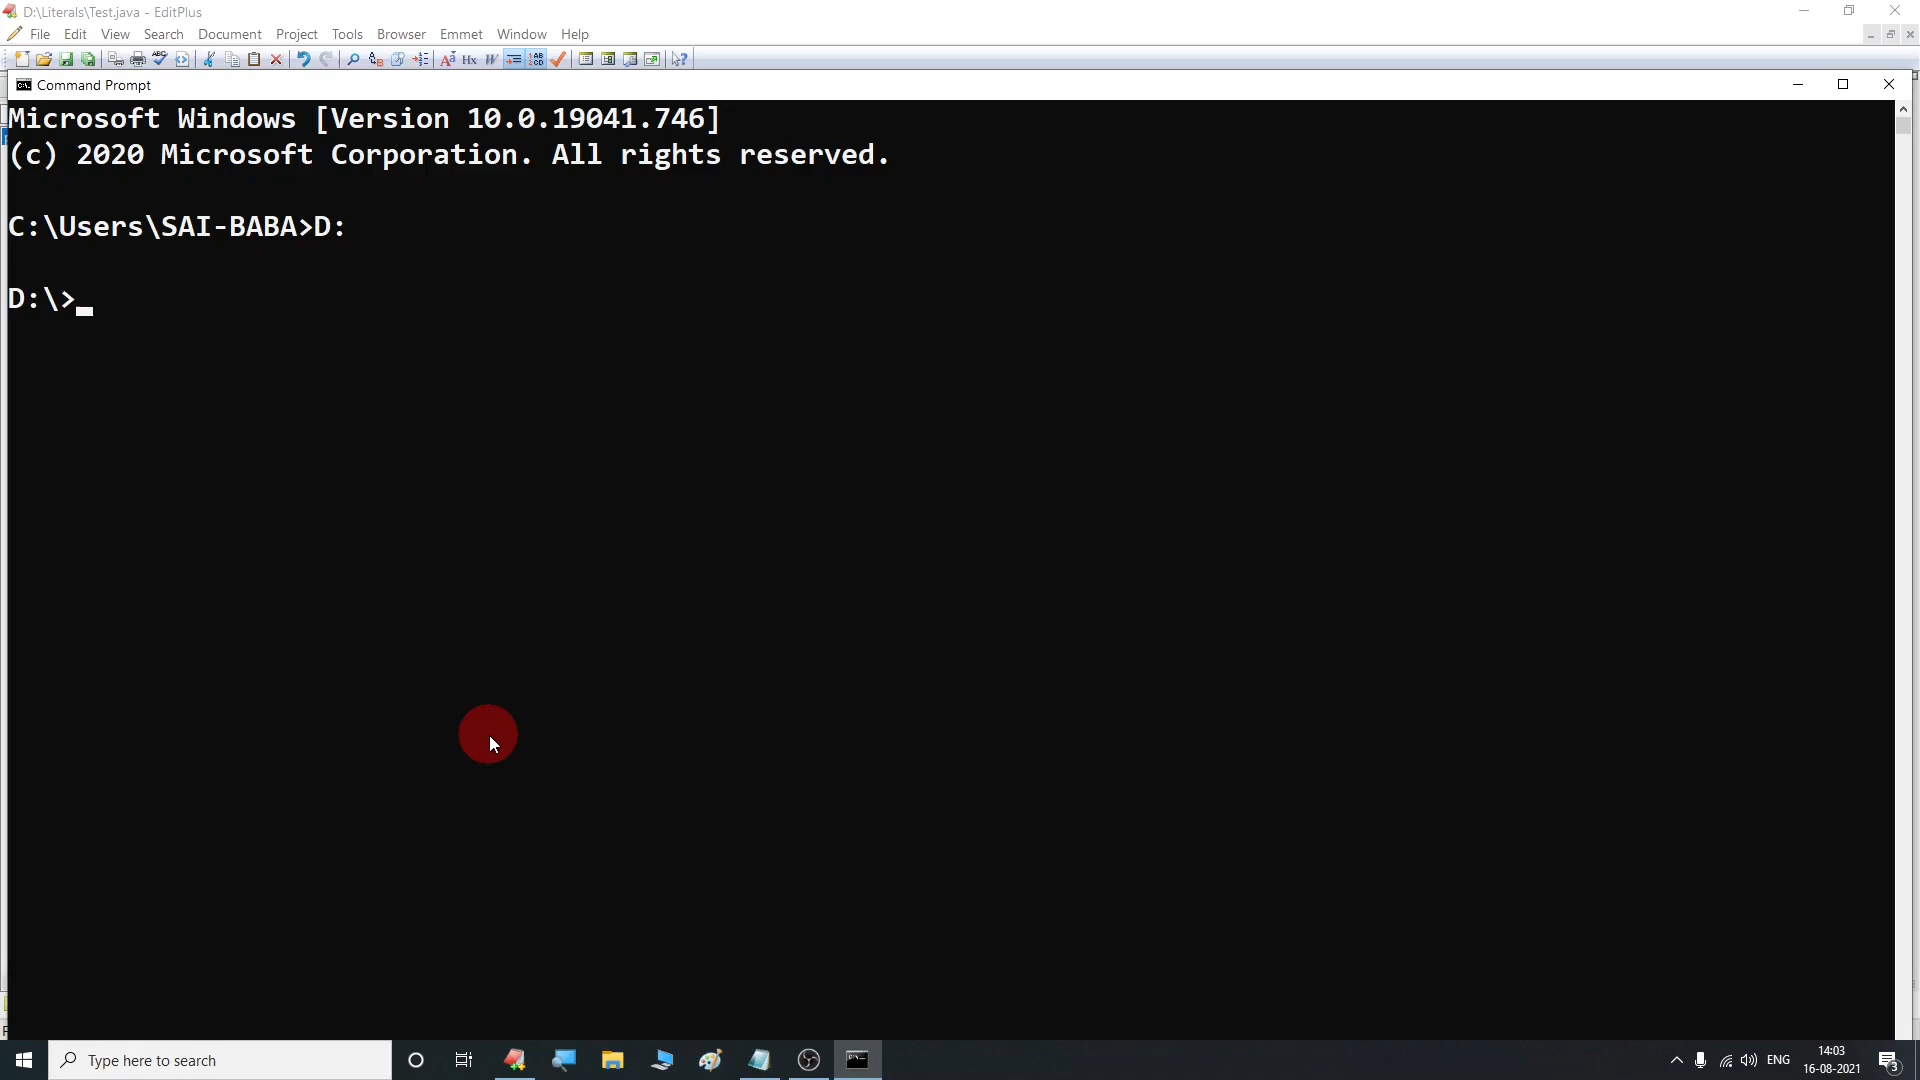 D:\Literals\Test.java - EditPlus
File Edit View Search Document Project Tools Browser Emmet Window Help
Command Prompt
Microsoft Windows [Version 10.0.19041.746]
(c) 2020 Microsoft Corporation. All rights reserved.
C:\Users\SAI-BABA>D:
D:\>
Type here to search
ENG
14:03
16-08-2021
3